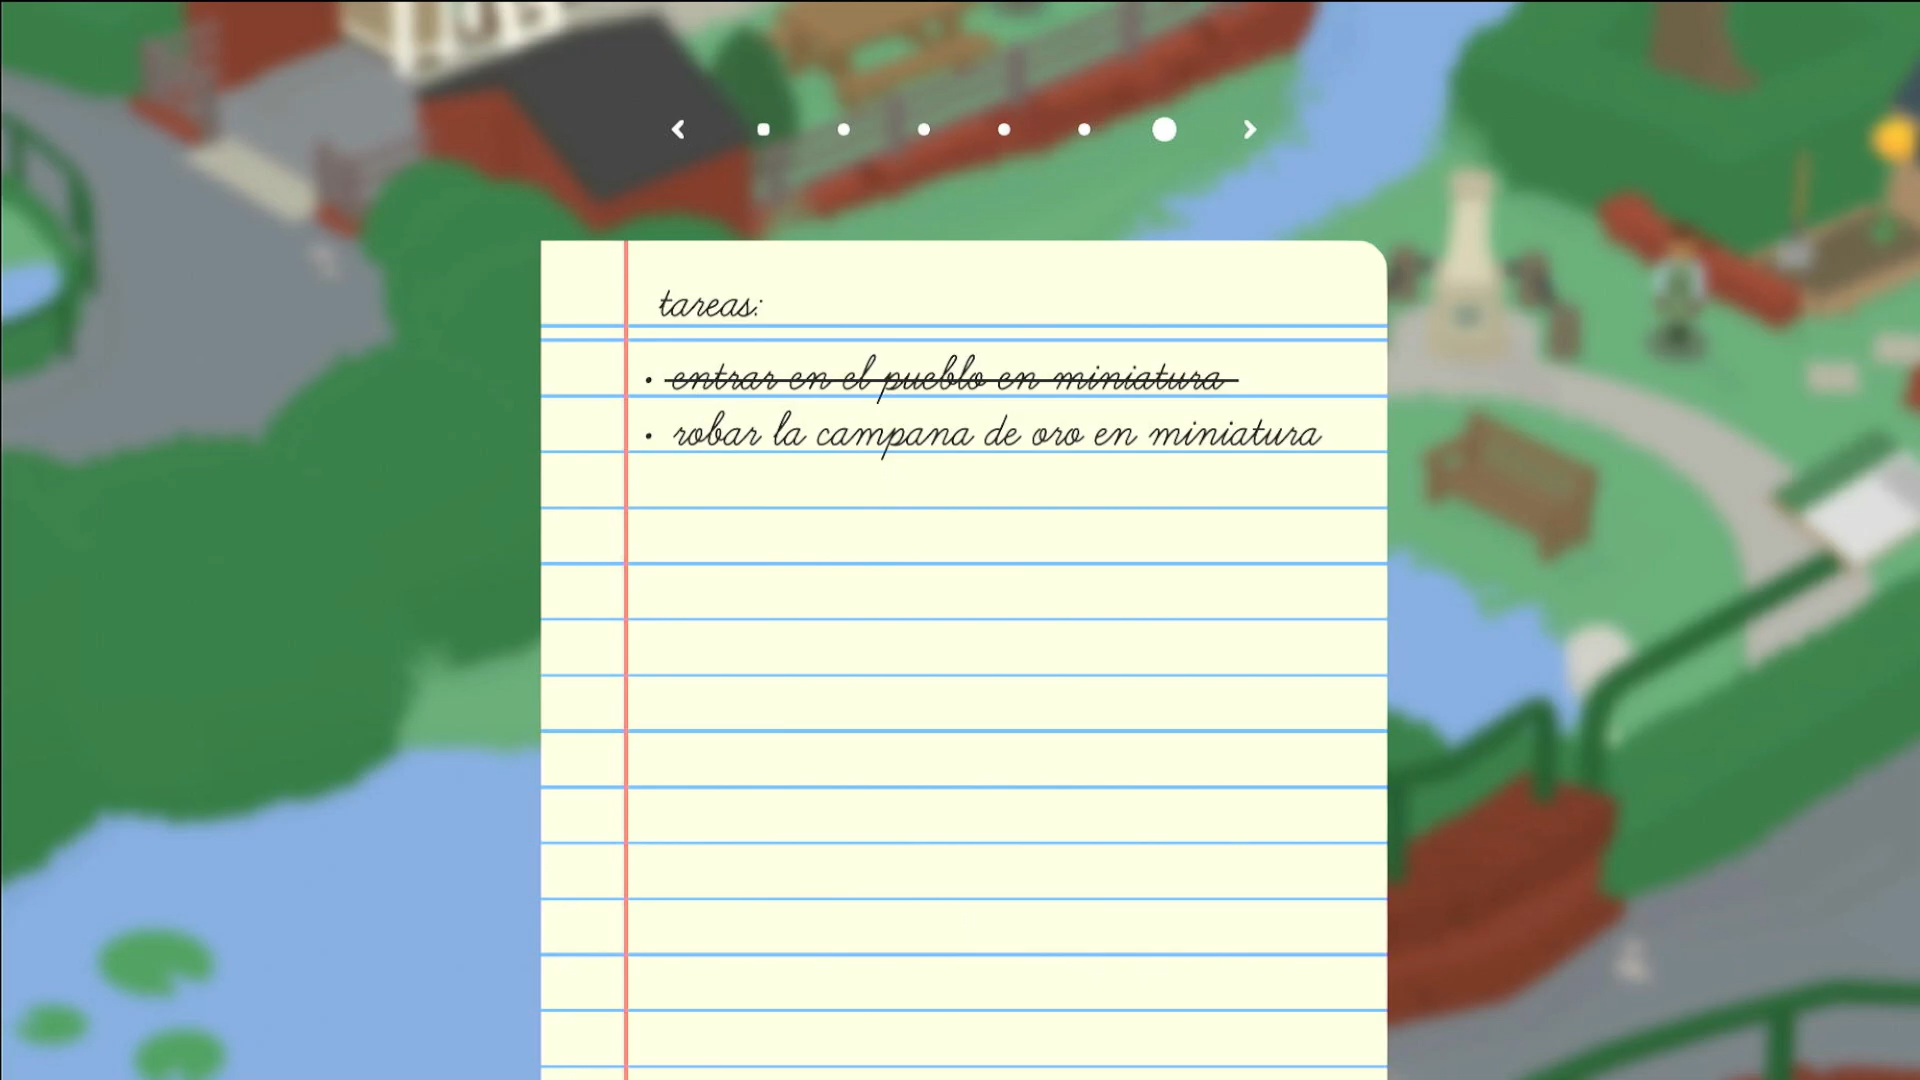 tareas:
• entrar en el pueblo en miniatura
• robar la campana de oro en miniatura